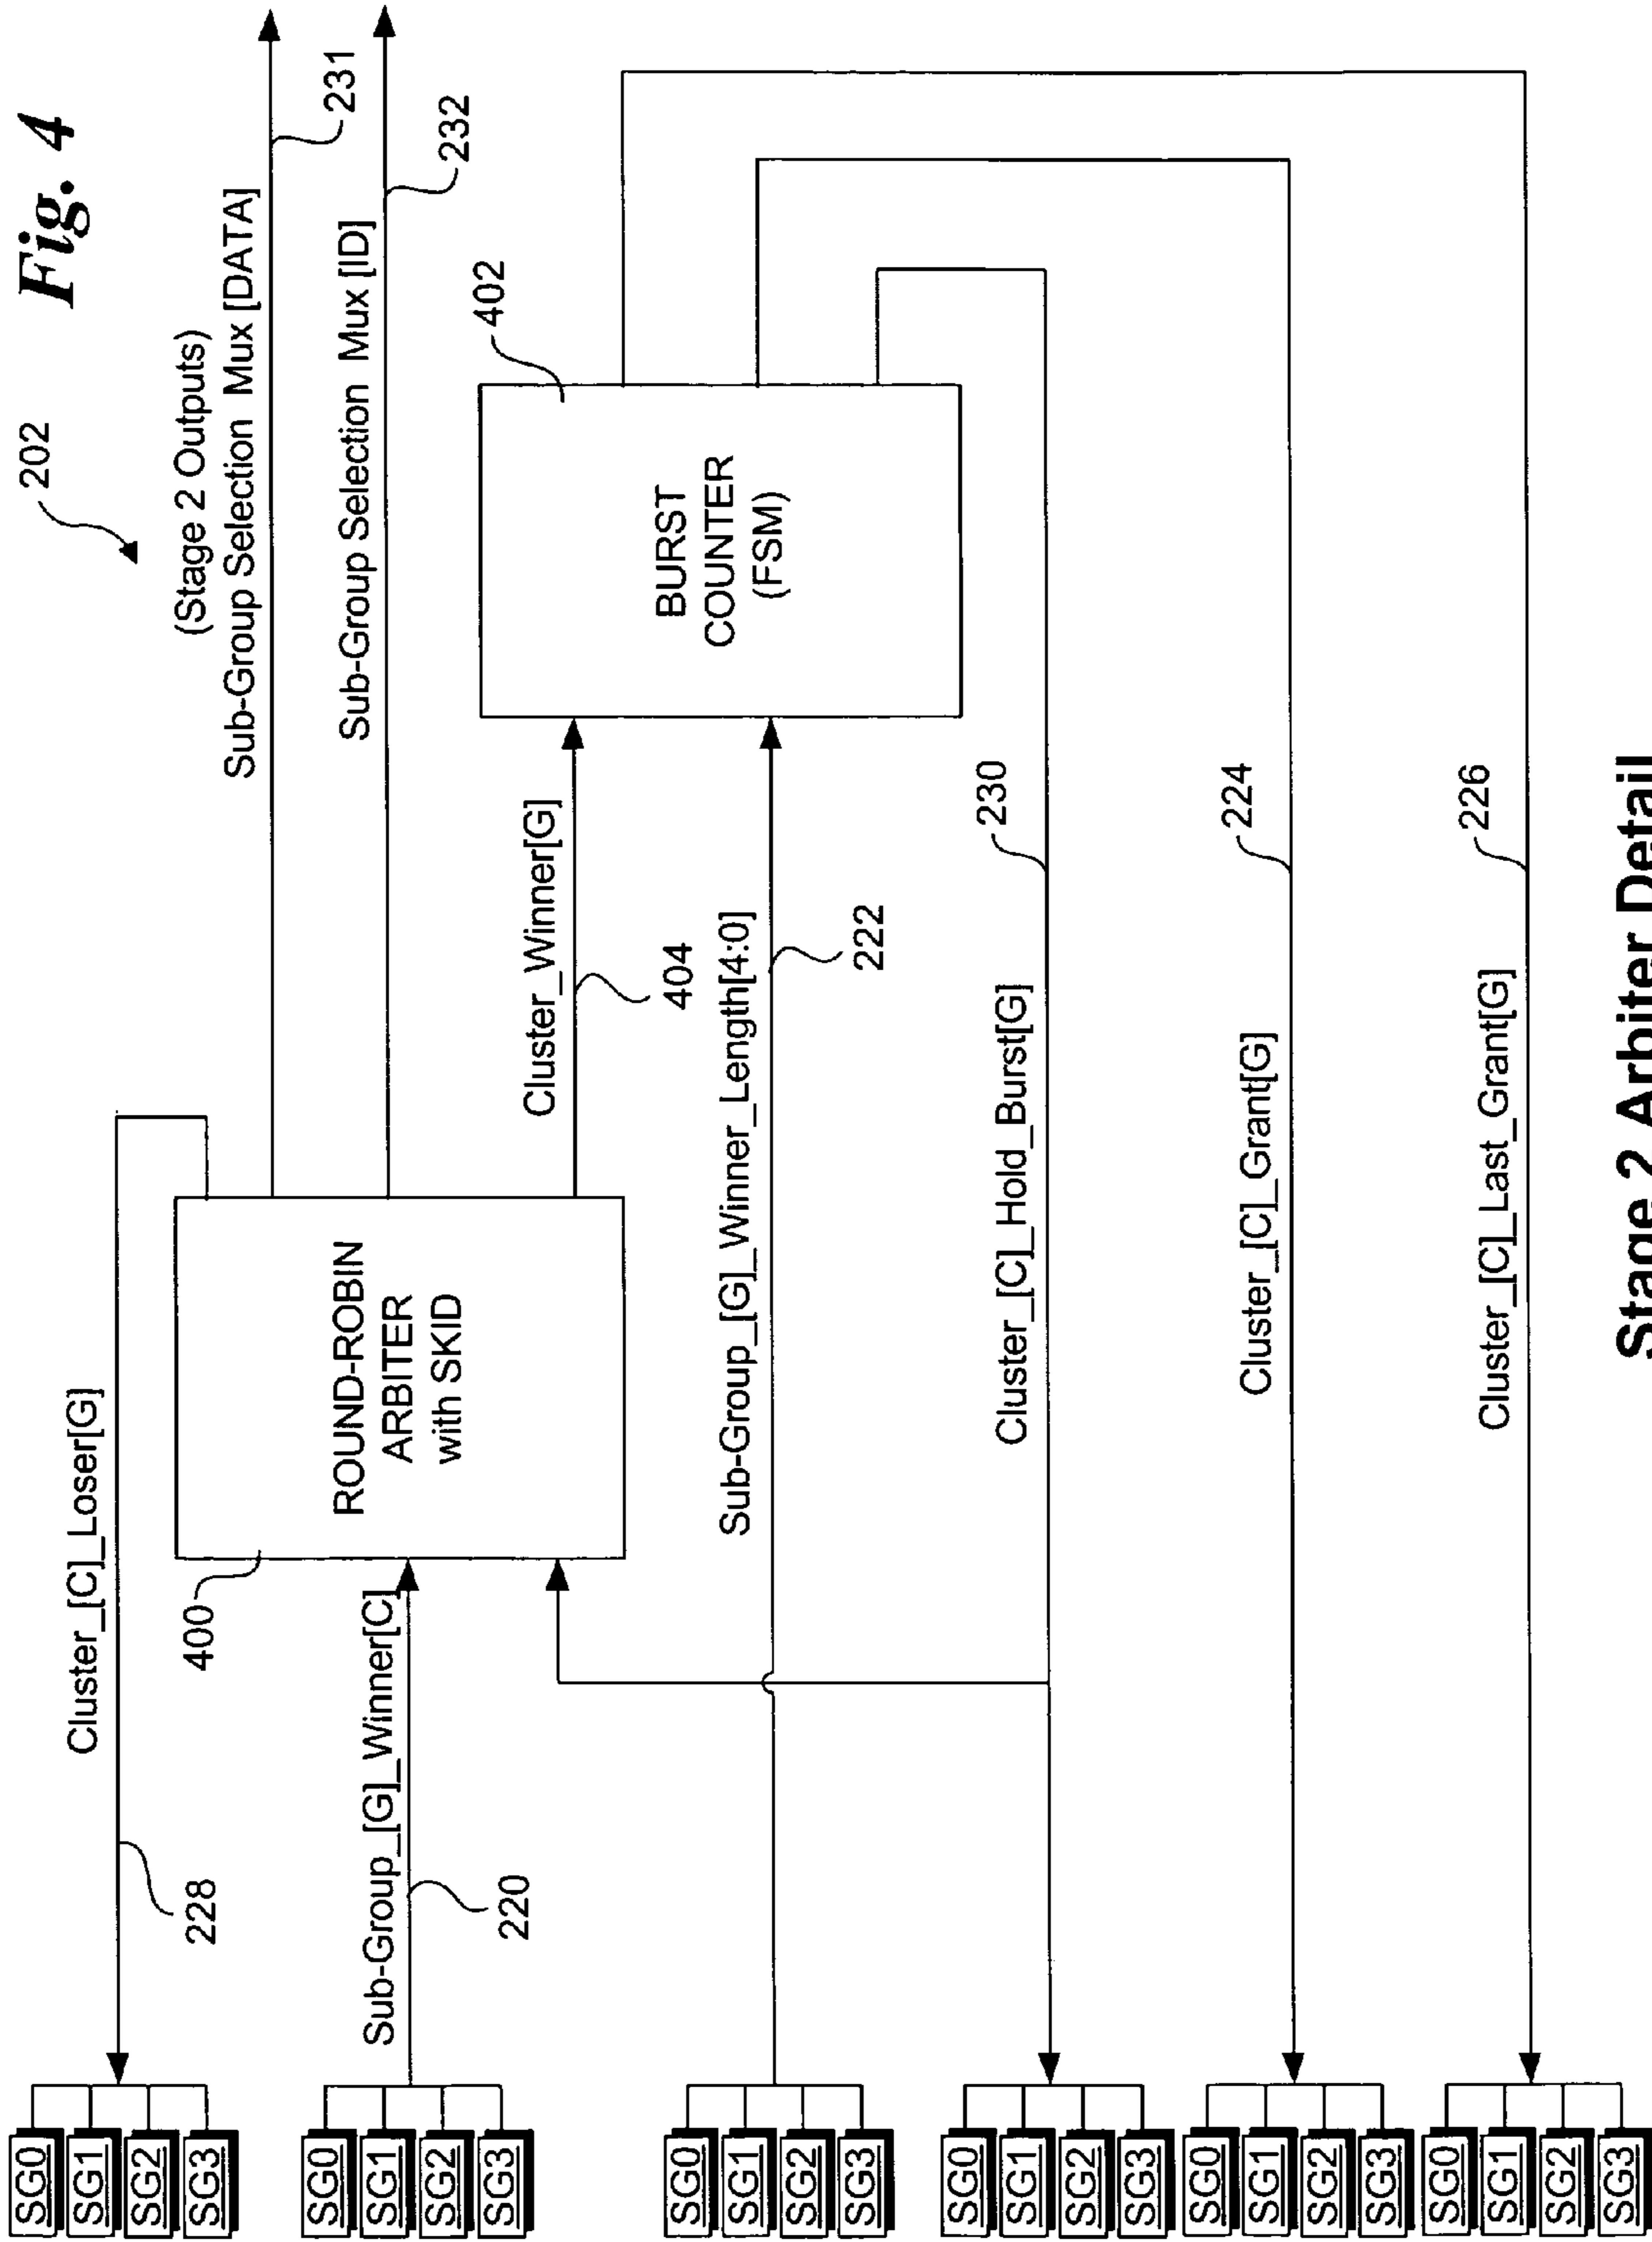 Fig. 4
202
(Stage 2 Outputs)
Sub-Group Selection Mux [DATA]
231
Sub-Group Selection Mux [ID]
232
Cluster_[C]_Loser[G]
228
SG0
SG1
SG2
SG3
400
ROUND-ROBIN
ARBITER
with SKID
Sub-Group_[G]_Winner[C]
220
SG0
SG1
SG2
SG3
Cluster_Winner[G]
404
402
BURST
COUNTER
(FSM)
Sub-Group_[G]_Winner_Length[4:0]
222
SG0
SG1
SG2
SG3
Cluster_[C]_Hold_Burst[G]
230
SG0
SG1
SG2
SG3
Cluster_[C]_Grant[G]
224
SG0
SG1
SG2
SG3
Cluster_[C]_Last_Grant[G]
226
SG0
SG1
SG2
SG3
Stage 2 Arbiter Detail